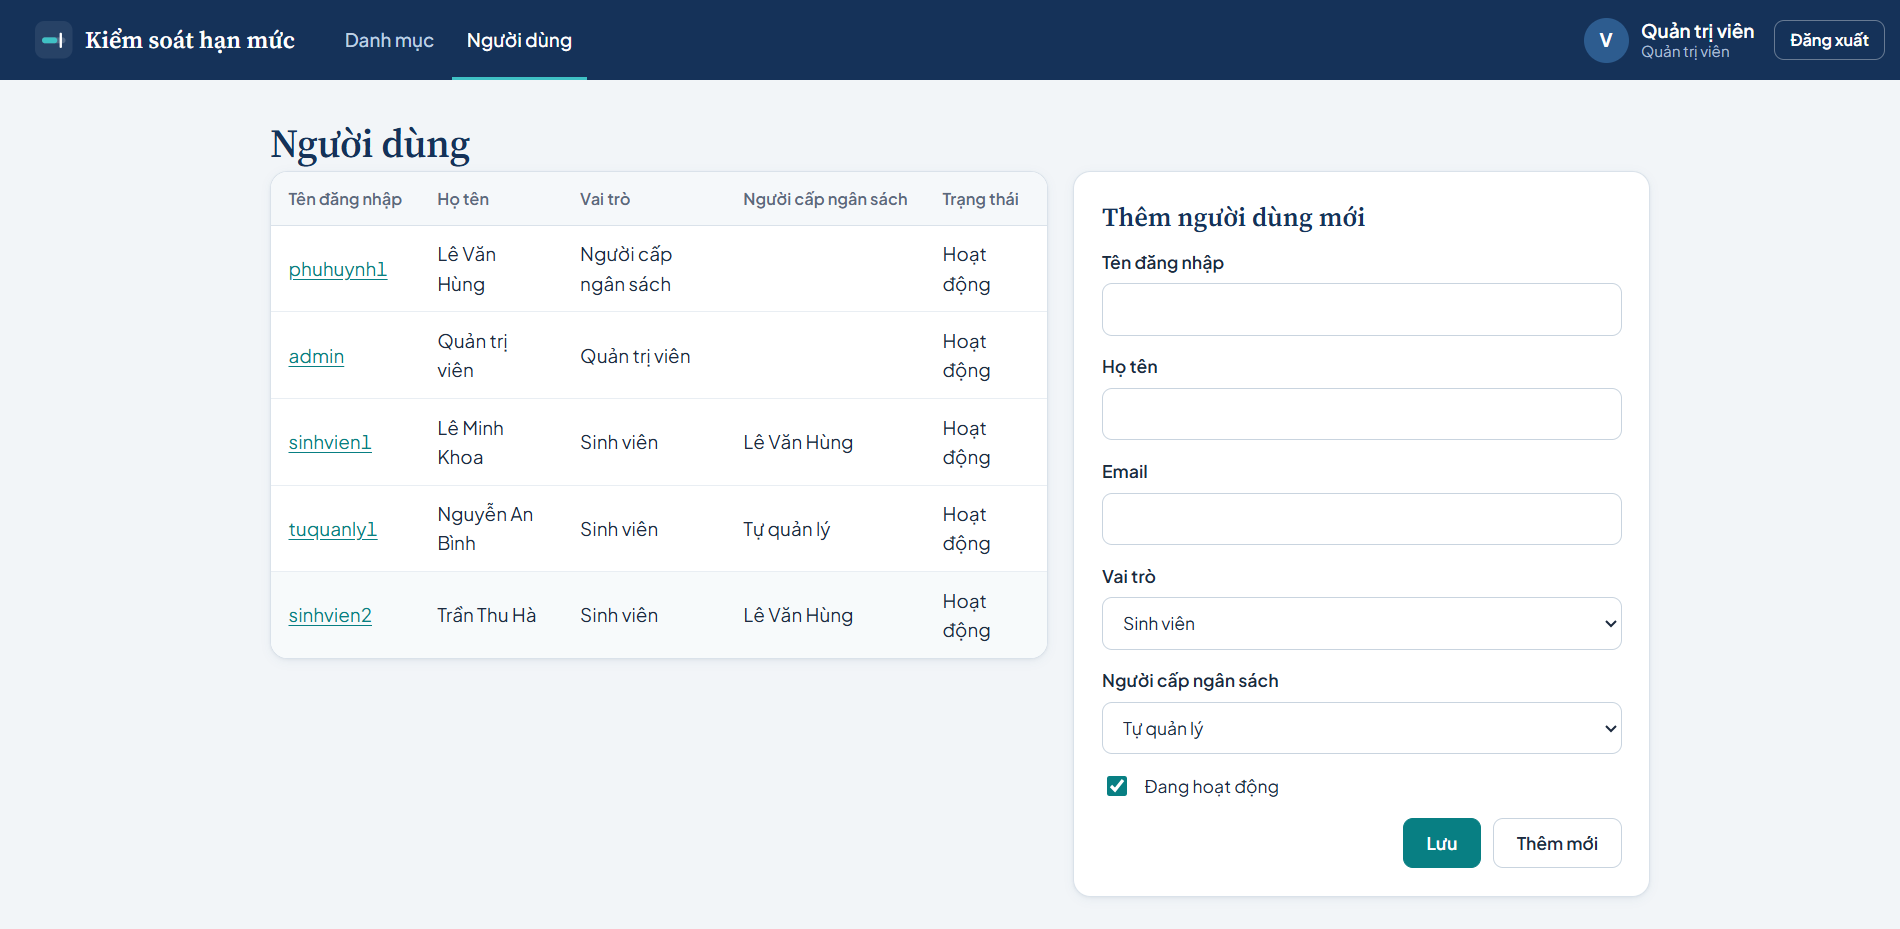 Kiểm soát hạn mức
Danh mục
Người dùng
V
Quản trị viên
Quản trị viên
Đăng xuất
Người dùng
Tên đăng nhập Họ tên Vai trò Người cấp ngân sách Trạng thái
phuhuynh1 Lê Văn Hùng Người cấp ngân sách Hoạt động
admin Quản trị viên Quản trị viên Hoạt động
sinhvien1 Lê Minh Khoa Sinh viên Lê Văn Hùng Hoạt động
tuquanly1 Nguyễn An Bình Sinh viên Tự quản lý Hoạt động
sinhvien2 Trần Thu Hà Sinh viên Lê Văn Hùng Hoạt động
Thêm người dùng mới
Tên đăng nhập
Họ tên
Email
Vai trò
Sinh viên
Người cấp ngân sách
Tự quản lý
Đang hoạt động
Lưu
Thêm mới